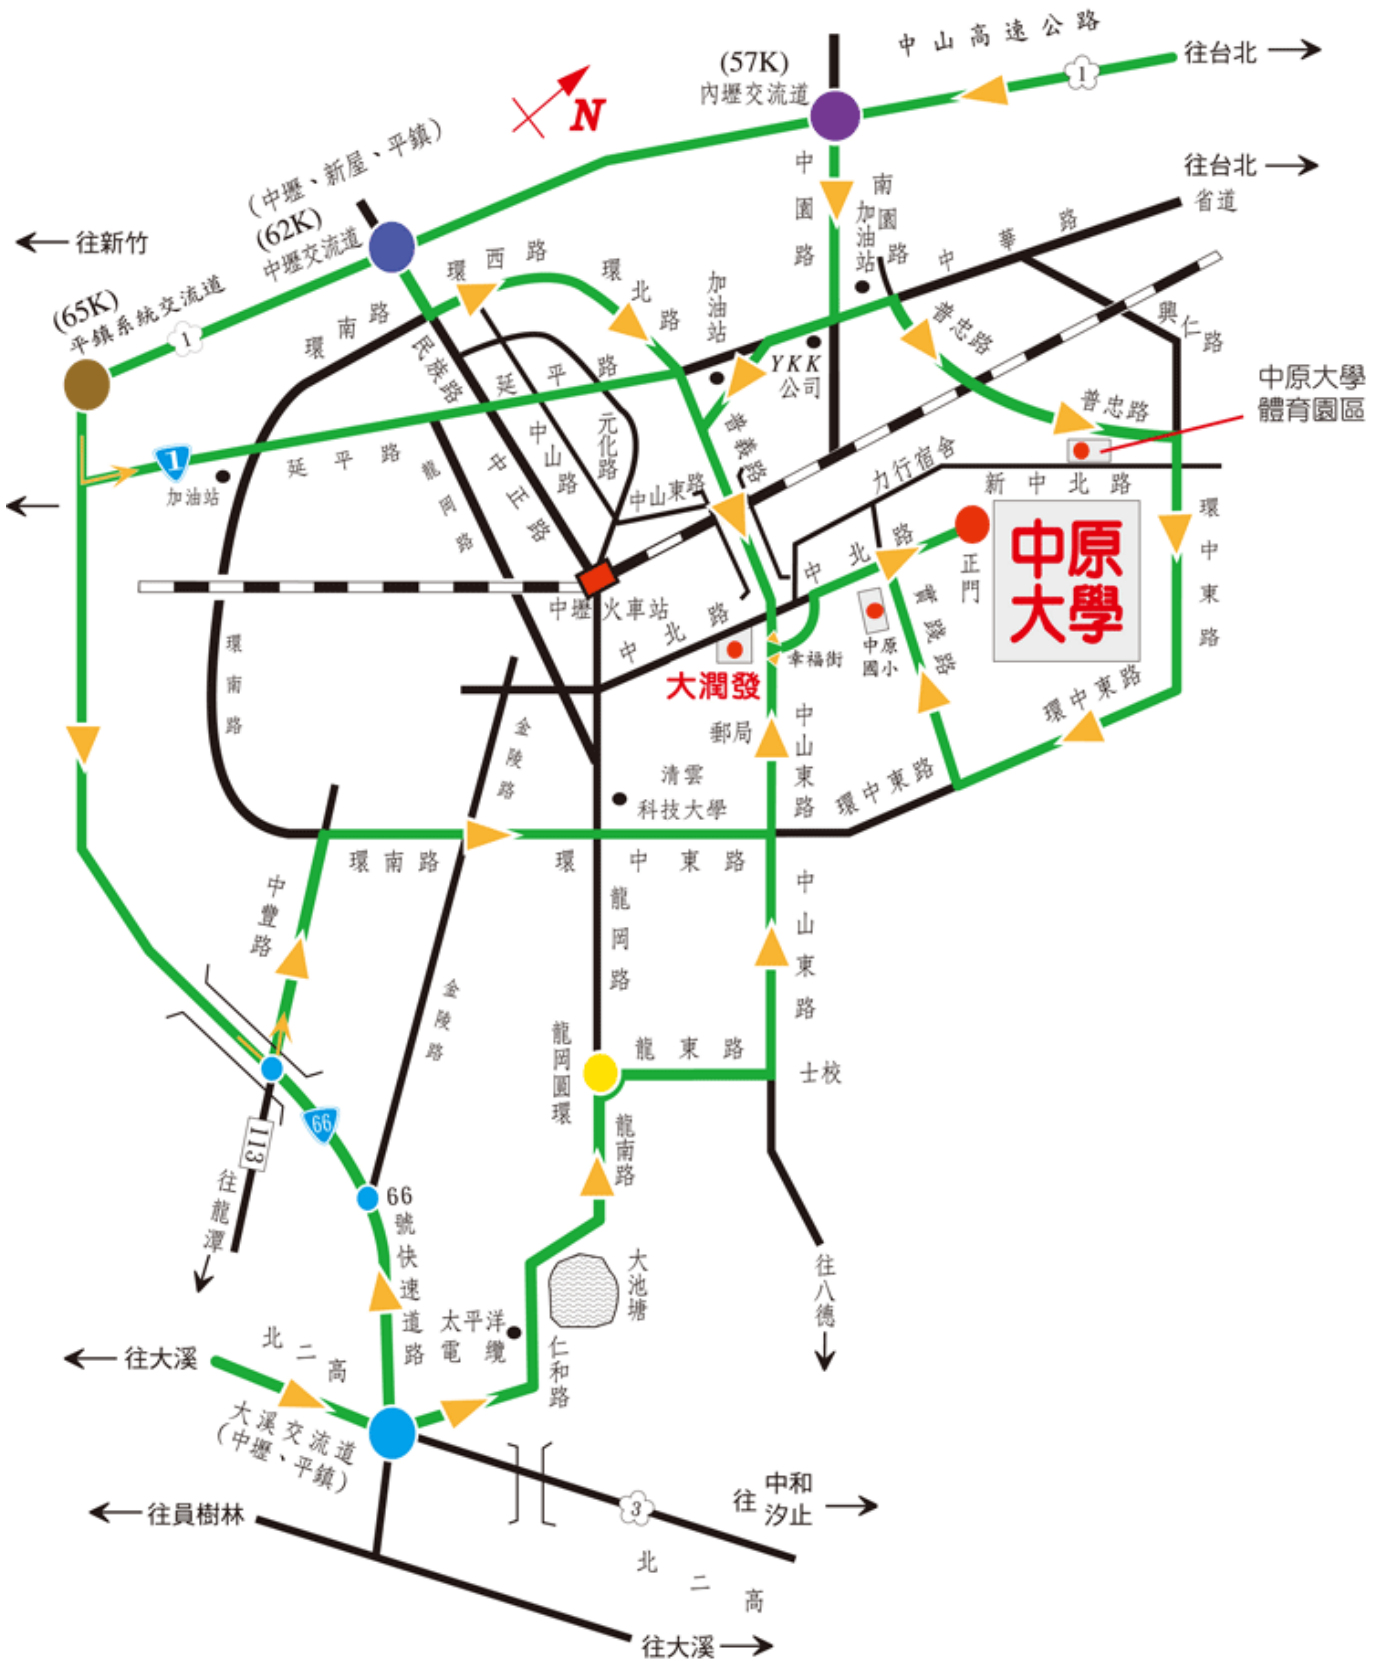 中山高速公路
1
往台北
(57K)
內壢交流道
N
(中壢、新屋、平鎮)
(62K)
中壢交流道
往新竹
(65K)
平鎮系統交流道
1
往台北
省道
中園路
南園路
加油站
中華路
環西路
環北路
加油站
環南路
民族路
延平路
YKK
公司
普忠路
興仁路
中原大學
體育園區
普忠路
普義路
元化路
中山路
中山東路
力行宿舍
新中北路
1
加油站
延平路
龍岡路
中正路
中原
大學
正門
環中東路
中壢火車站
中北路
中北路
實踐路
中原
國小
幸福街
大潤發
環南路
金陵路
郵局
中山東路
清雲
科技大學
環中東路
環中東路
環南路
環中東路
中豐路
龍岡路
中山東路
金陵路
龍岡圓環
龍東路
士校
66
113
往龍潭
龍南路
66
號快速道路
大池塘
往八德
太平洋
電纜
仁和路
往大溪
北二高
大溪交流道
(中壢、平鎮)
往員樹林
3
往
中和
汐止
北二高
往大溪